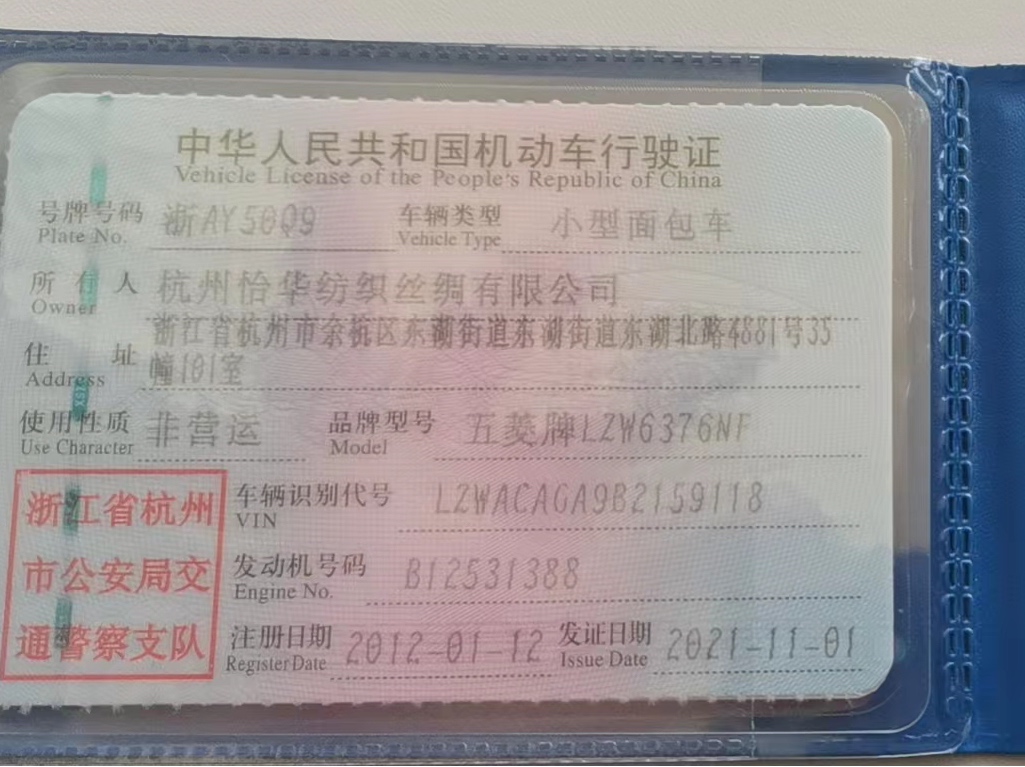 中华人民共和国机动车行驶证
Vehicle License of the People's Republic of China
号牌号码 浙AY50Q9 车辆类型 小型面包车
Plate No. Vehicle Type
所有人 杭州怡华纺织丝绸有限公司
Owner
浙江省杭州市余杭区东湖街道东湖街道东湖北路4881号35
住址 幢101室
Address
使用性质 非营运 品牌型号 五菱牌LZW6376NF
Use Character Model
浙江省杭州 车辆识别代号 LZWACAGA9B2159118
VIN
市公安局交 发动机号码 B12531388
Engine No.
通警察支队 注册日期 2012-01-12 发证日期 2021-11-01
Register Date Issue Date